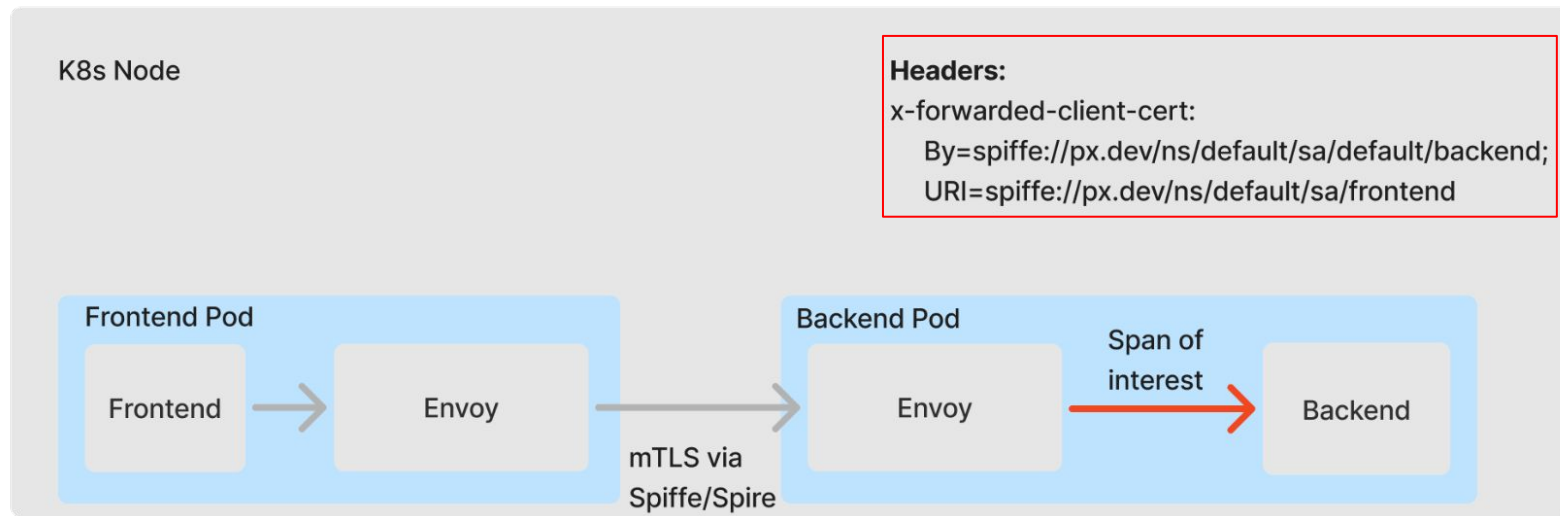 K8s Node
Headers:
x-forwarded-client-cert:
By=spiffe://px.dev/ns/default/sa/default/backend;
URI=spiffe://px.dev/ns/default/sa/frontend
Frontend Pod
Frontend
Envoy
mTLS via
Spiffe/Spire
Backend Pod
Envoy
Span of
interest
Backend